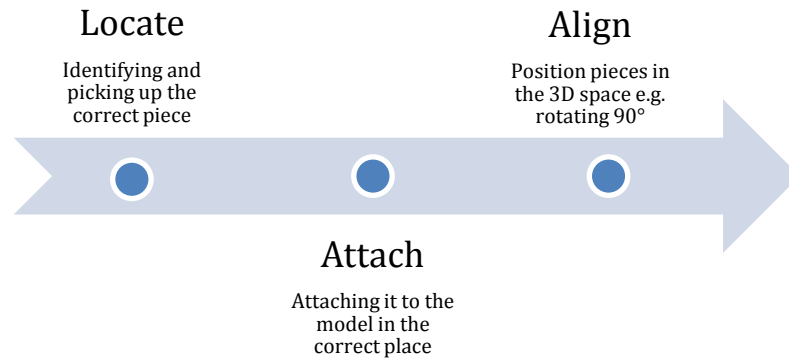 Locate
Identifying and
picking up the
correct piece
Attach
Attaching it to the
model in the
correct place
Align
Position pieces in
the 3D space e.g.
rotating 90°